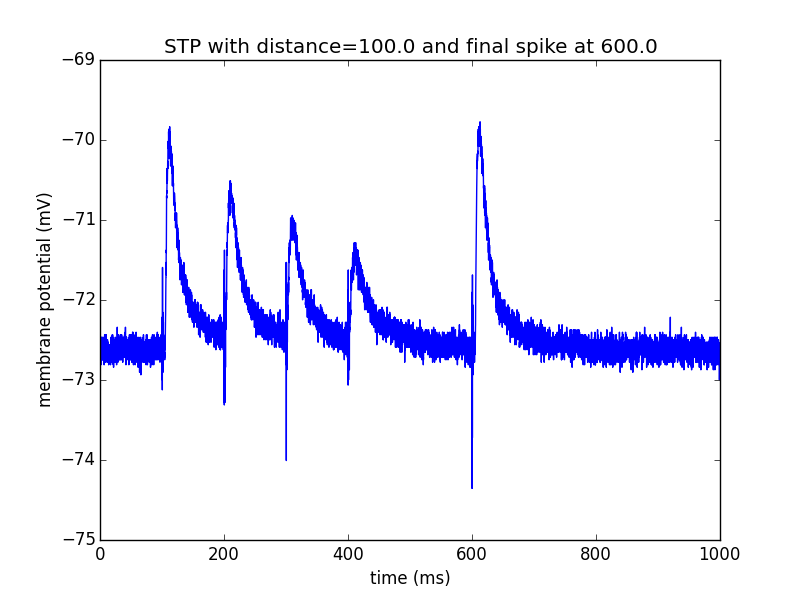 STP with distance=100.0 and final spike at 600.0
−69
−70
−71
−72
−73
−74
−75
membrane potential (mV)
0 200 400 600 800 1000
time (ms)